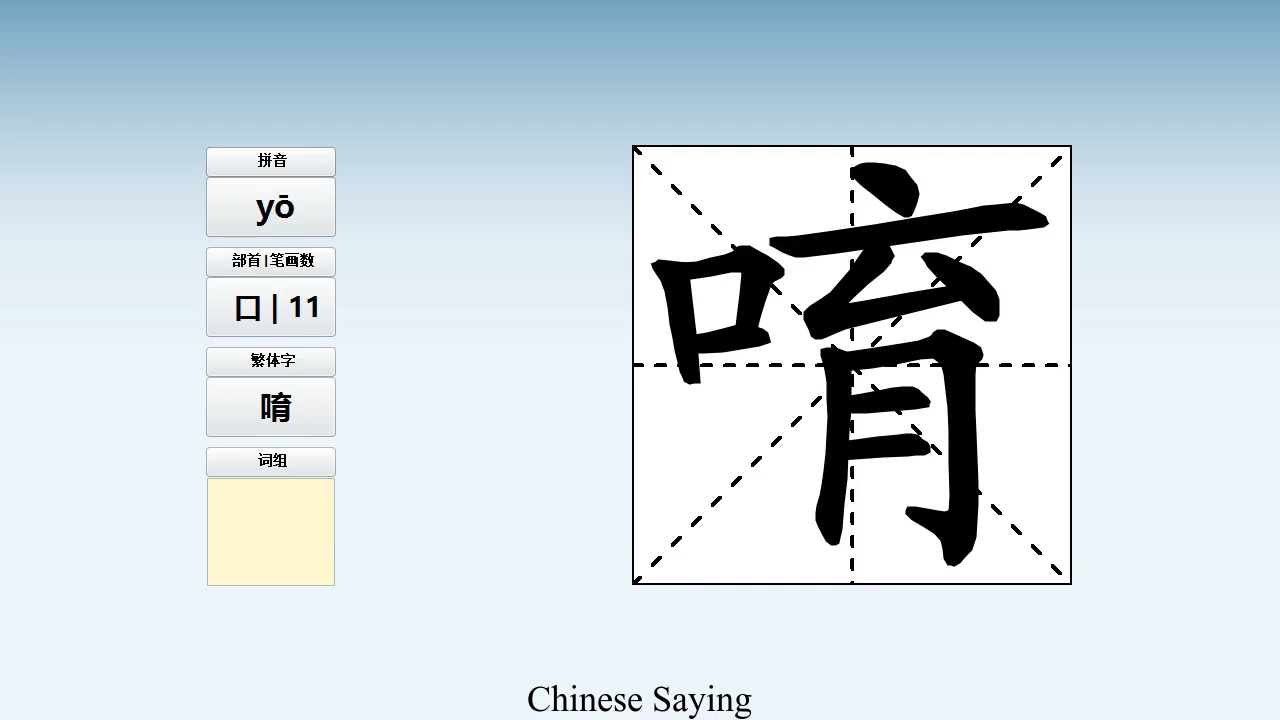 拼音
yō
部首|笔画数
口 | 11
繁体字
唷
词组
唷
Chinese Saying